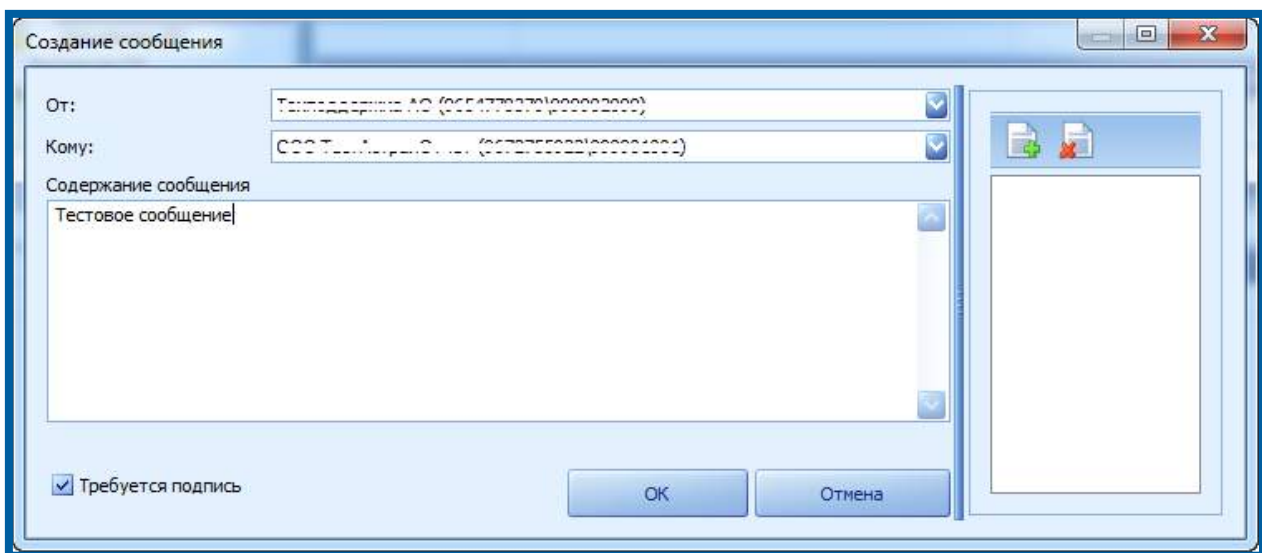 Создание сообщения
От:
Кому:
Содержание сообщения
Тестовое сообщение
Требуется подпись
OK
Отмена